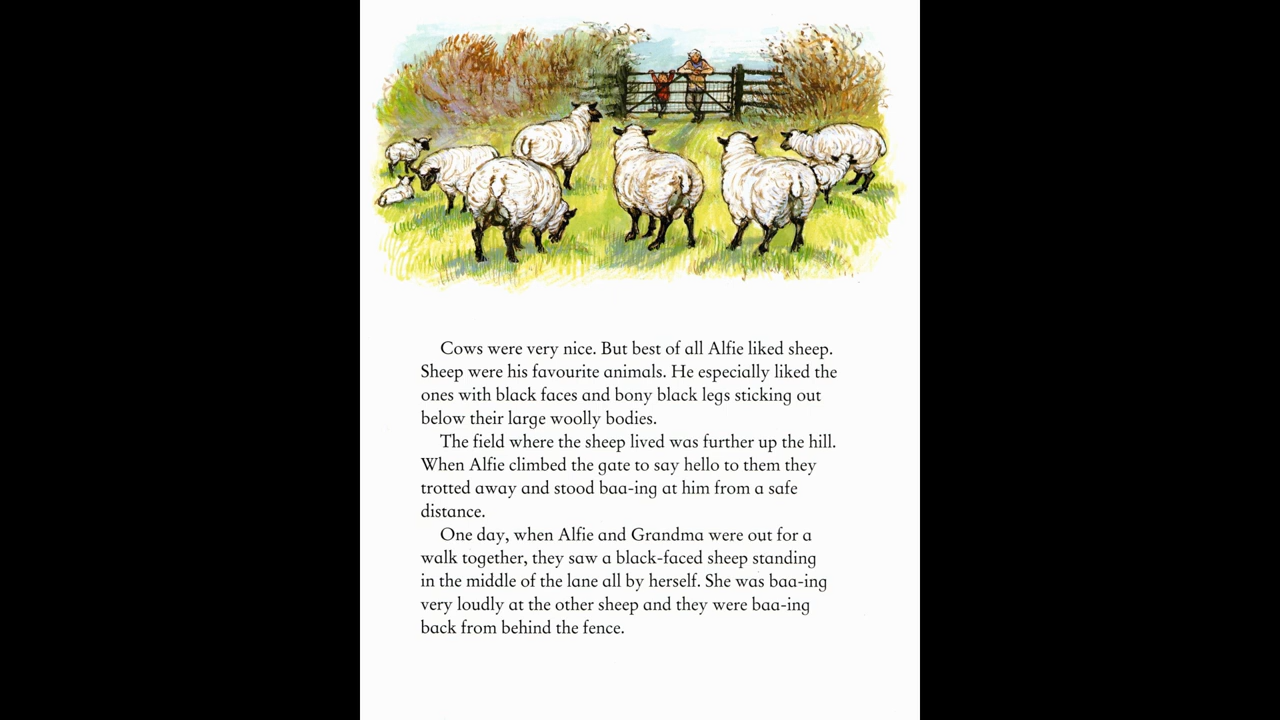 Cows were very nice. But best of all Alfie liked sheep.
Sheep were his favourite animals. He especially liked the
ones with black faces and bony black legs sticking out
below their large woolly bodies.
The field where the sheep lived was further up the hill.
When Alfie climbed the gate to say hello to them they
trotted away and stood baa-ing at him from a safe
distance.
One day, when Alfie and Grandma were out for a
walk together, they saw a black-faced sheep standing
in the middle of the lane all by herself. She was baa-ing
very loudly at the other sheep and they were baa-ing
back from behind the fence.